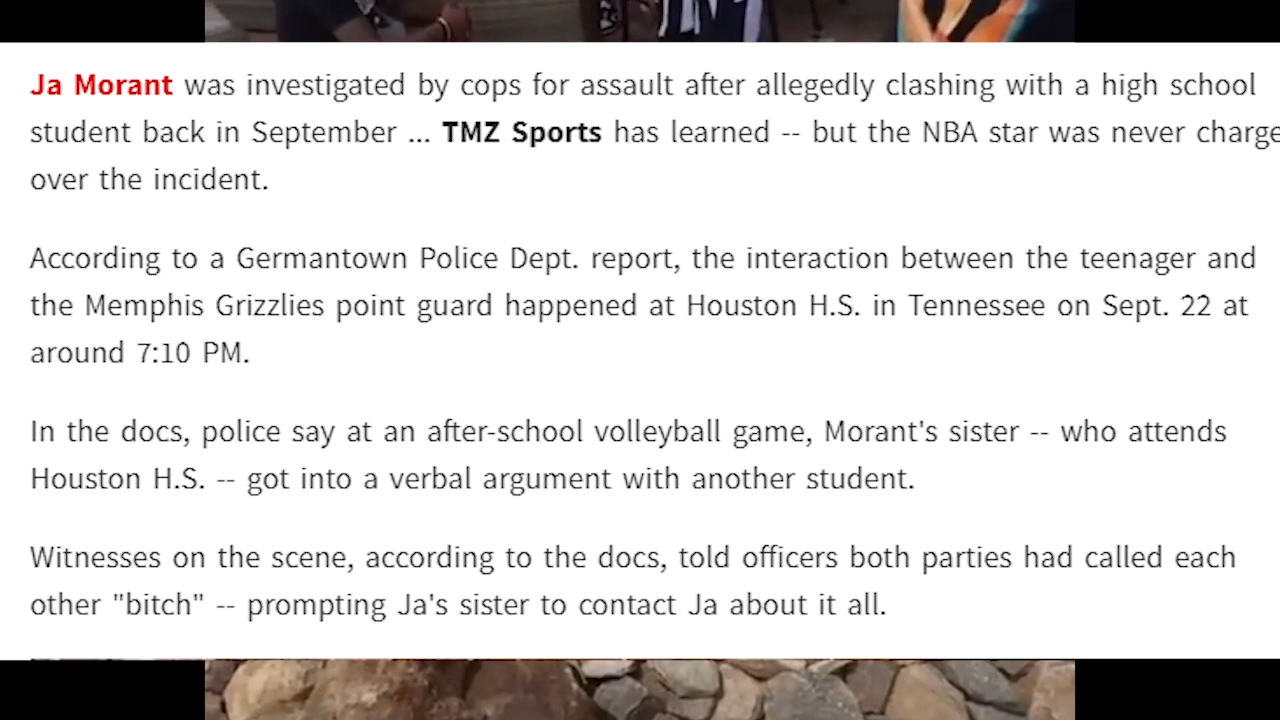 Ja Morant was investigated by cops for assault after allegedly clashing with a high school
student back in September ... TMZ Sports has learned -- but the NBA star was never charge
over the incident.
According to a Germantown Police Dept. report, the interaction between the teenager and
the Memphis Grizzlies point guard happened at Houston H.S. in Tennessee on Sept. 22 at
around 7:10 PM.
In the docs, police say at an after-school volleyball game, Morant's sister -- who attends
Houston H.S. -- got into a verbal argument with another student.
Witnesses on the scene, according to the docs, told officers both parties had called each
other "bitch" -- prompting Ja's sister to contact Ja about it all.